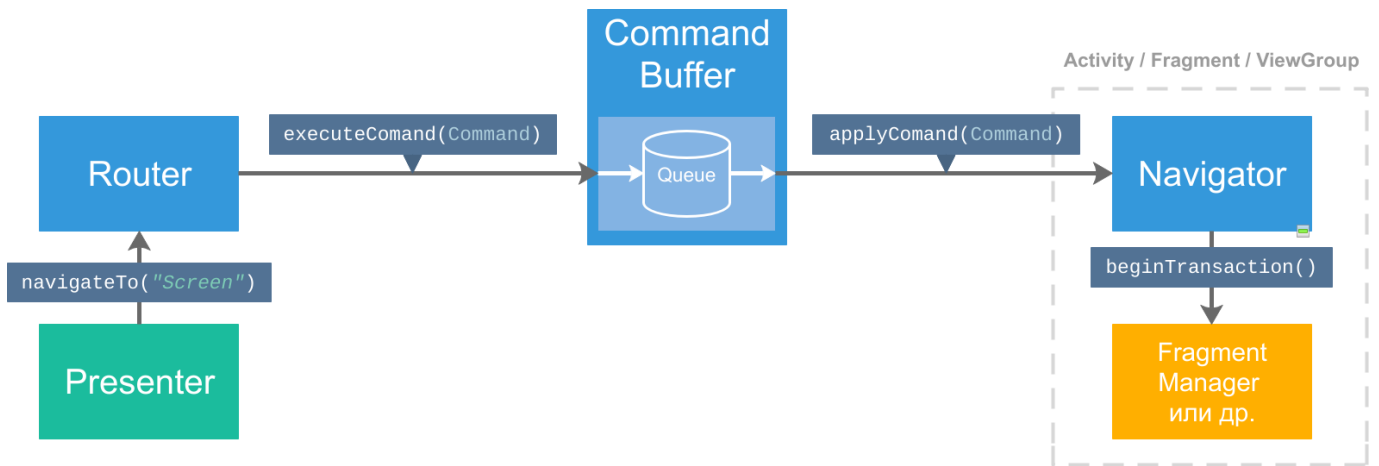 Command
Buffer
Activity / Fragment / ViewGroup
executeComand(Command)
applyComand(Command)
Router
Queue
Navigator
navigateTo("Screen")
beginTransaction()
Presenter
Fragment
Manager
или др.